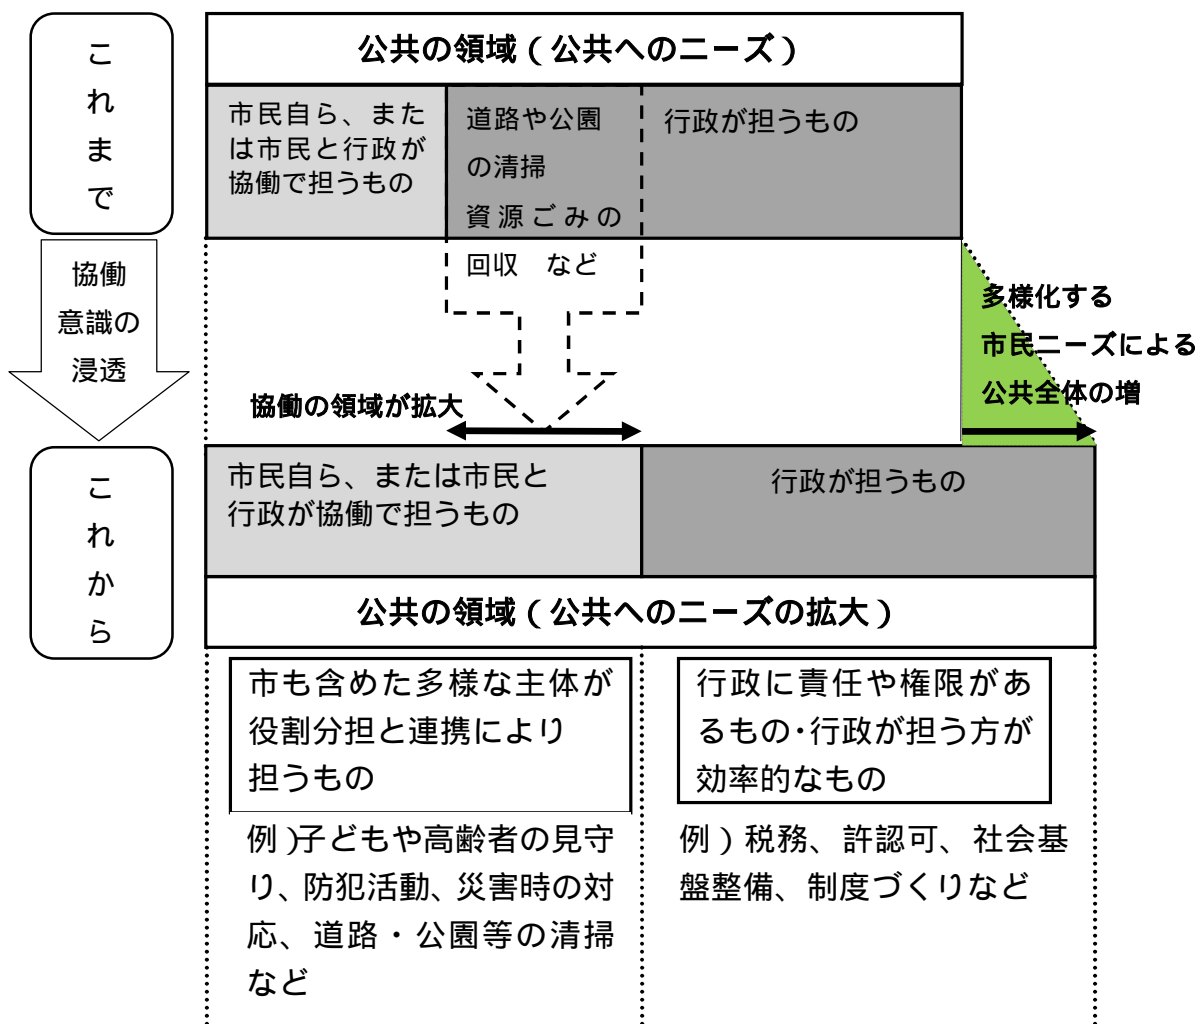 これまで
公共の領域（公共へのニーズ）
市民自ら、また
は市民と行政が
協働で担うもの
道路や公園
の清掃
資源ごみの
回収　など
行政が担うもの
協働
意識の
浸透
多様化する
市民ニーズによる
公共全体の増
協働の領域が拡大
これから
市民自ら、または市民と
行政が協働で担うもの
行政が担うもの
公共の領域（公共へのニーズの拡大）
市も含めた多様な主体が
役割分担と連携により
担うもの
例）子どもや高齢者の見守
り、防犯活動、災害時の対
応、道路・公園等の清掃
など
行政に責任や権限があ
るもの・行政が担う方が
効率的なもの
例）税務、許認可、社会基
盤整備、制度づくりなど